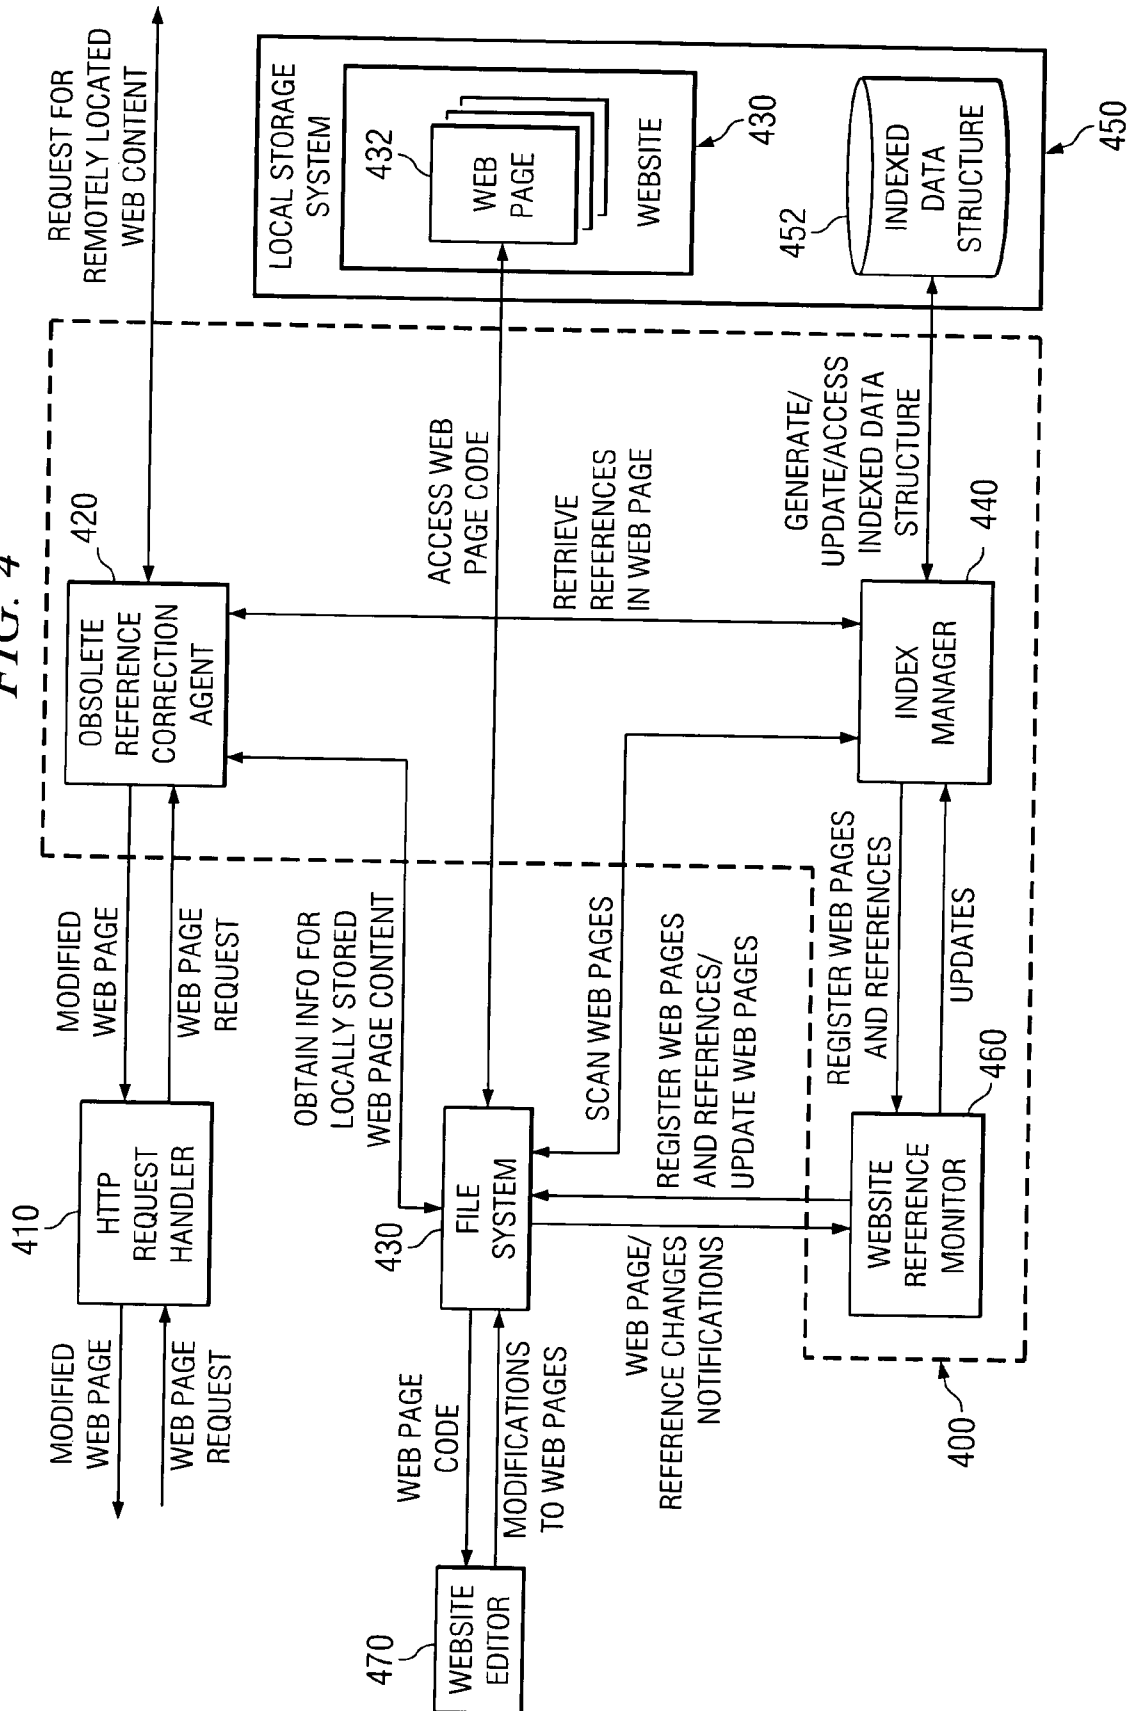 FIG. 4
MODIFIED
WEB PAGE
WEB PAGE
REQUEST
410
HTTP
REQUEST
HANDLER
MODIFIED
WEB PAGE
WEB PAGE
REQUEST
420
OBSOLETE
REFERENCE
CORRECTION
AGENT
REQUEST FOR
REMOTELY LOCATED
WEB CONTENT
OBTAIN INFO FOR
LOCALLY STORED
WEB PAGE CONTENT
470
WEBSITE
EDITOR
WEB PAGE
CODE
MODIFICATIONS
TO WEB PAGES
430
FILE
SYSTEM
ACCESS WEB
PAGE CODE
LOCAL STORAGE
SYSTEM
432
WEB
PAGE
WEBSITE
430
RETRIEVE
REFERENCES
IN WEB PAGE
SCAN WEB PAGES
REGISTER WEB PAGES
AND REFERENCES/
UPDATE WEB PAGES
WEB PAGE/
REFERENCE CHANGES
NOTIFICATIONS
400
WEBSITE
REFERENCE
MONITOR
460
REGISTER WEB PAGES
AND REFERENCES
UPDATES
INDEX
MANAGER
440
GENERATE/
UPDATE/ACCESS
INDEXED DATA
STRUCTURE
452
INDEXED
DATA
STRUCTURE
450